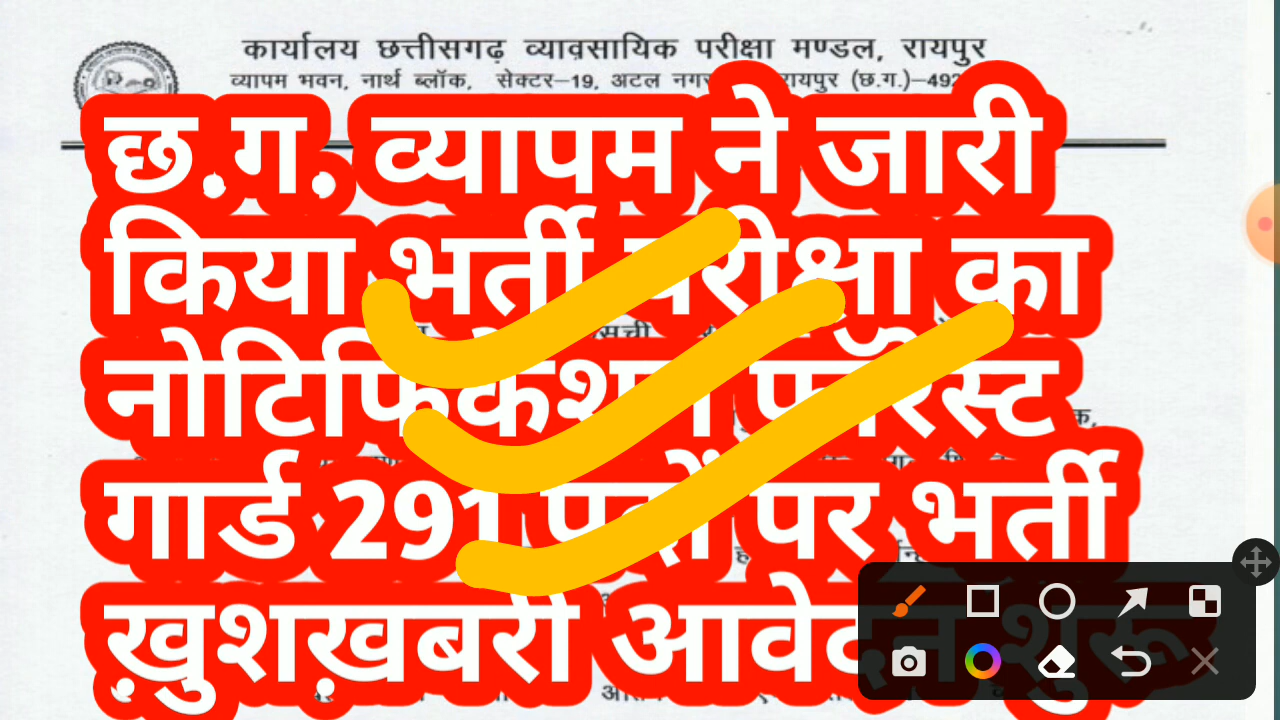 कार्यालय छत्तीसगढ़ व्यावसायिक परीक्षा मण्डल, रायपुर
व्यापम भवन, नार्थ ब्लॉक, सेक्टर–19, अटल नगर रायपुर (छ.ग.)–492
छ.ग. व्यापम ने जारी
किया भर्ती परीक्षा का
नोटिफिकेशन फॉरेस्ट
गार्ड 291 पदों पर भर्ती
ख़ुशख़बरी आवेदन शुरू